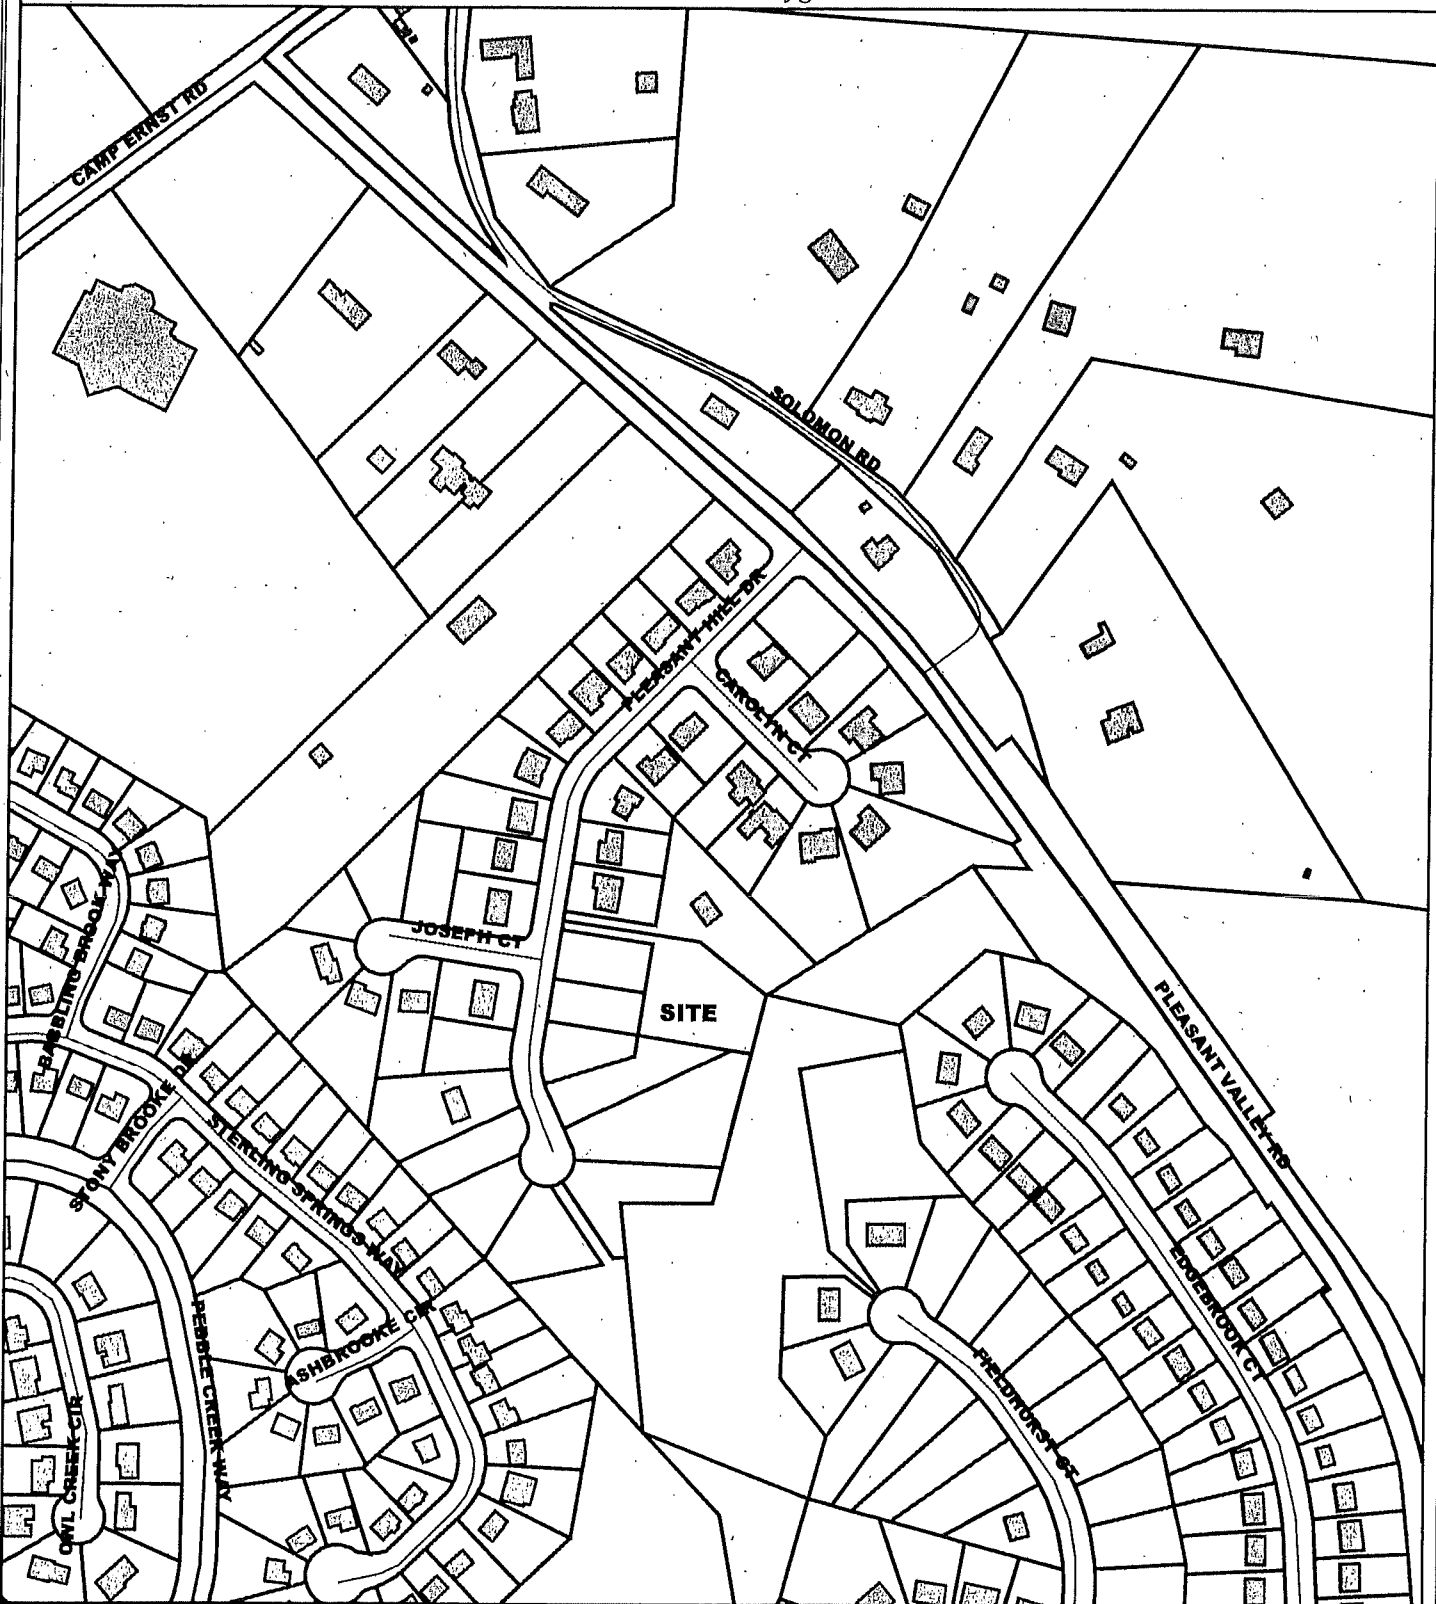 CAMP ERNST RD
SOLOMON RD
PLEASANT HILL DR
CAROLYN CT
JOSEPH CT
SITE
BABBLING BROOK WAY
STONY BROOKE DR
STERLING SPRINGS WAY
PLEASANT VALLEY RD
EDGEBROOK CT
ASHBROOKE CIR
PEBBLE CREEK WAY
FIELDHURST CT
OWL CREEK CIR